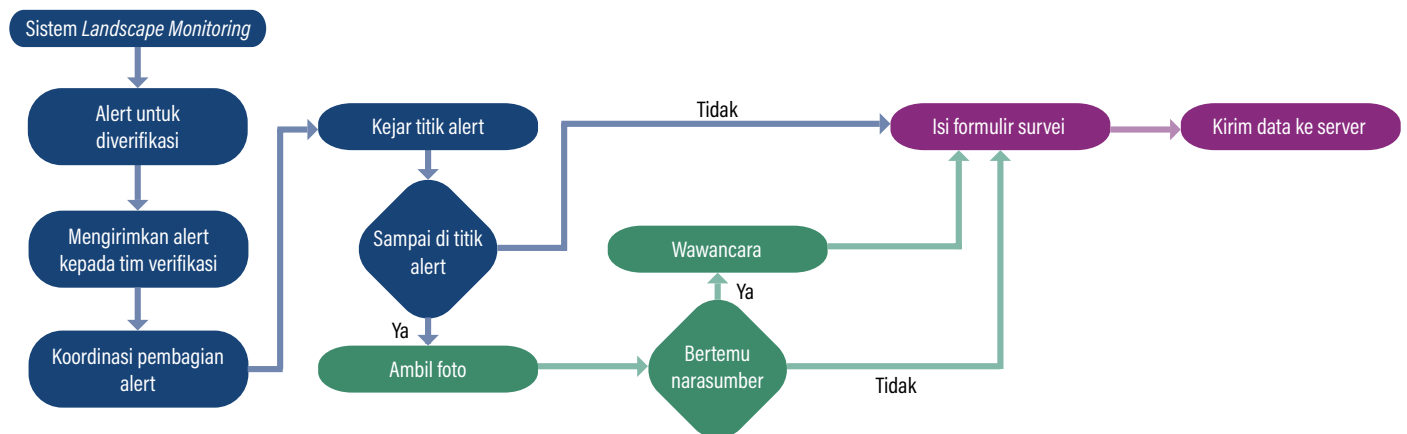 Sistem Landscape Monitoring
Alert untuk
diverifikasi
Mengirimkan alert
kepada tim verifikasi
Koordinasi pembagian
alert
Kejar titik alert
Sampai di titik
alert
Ya
Ambil foto
Tidak
Wawancara
Ya
Bertemu
narasumber
Tidak
Isi formulir survei
Kirim data ke server